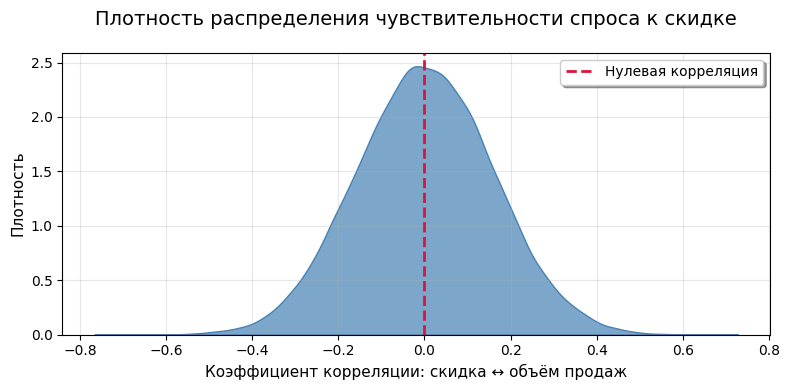 Плотность распределения чувствительности спроса к скидке
Нулевая корреляция
Плотность
2.5
2.0
1.5
1.0
0.5
0.0
−0.8 −0.6 −0.4 −0.2 0.0 0.2 0.4 0.6 0.8
Коэффициент корреляции: скидка ↔ объём продаж